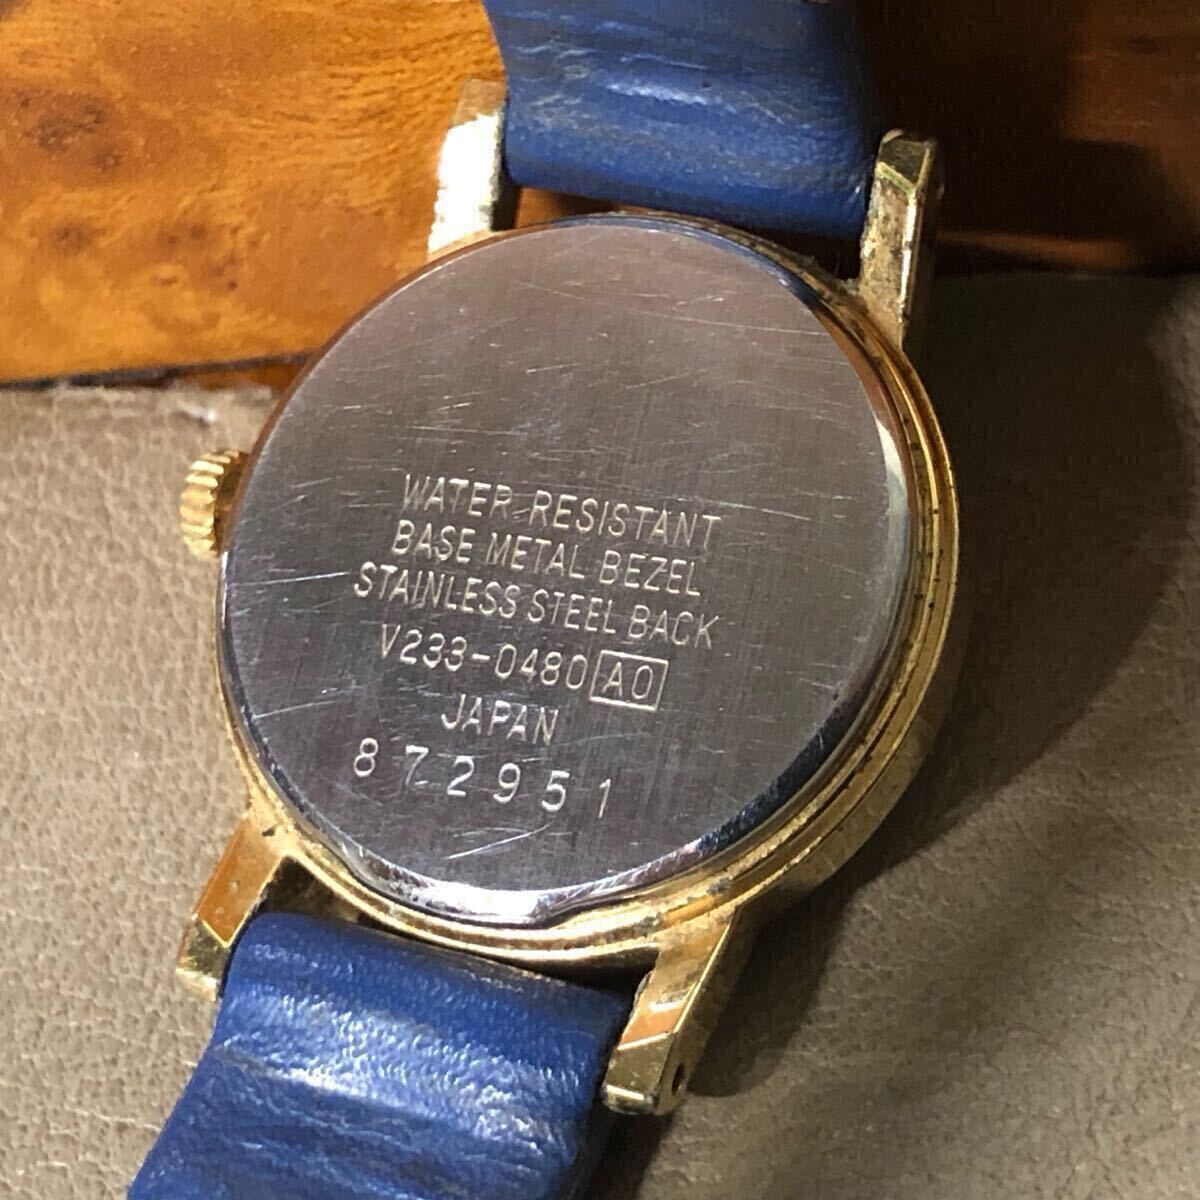 WATER RESISTANT
BASE METAL BEZEL
STAINLESS STEEL BACK
V233-0480 A0
JAPAN
872951